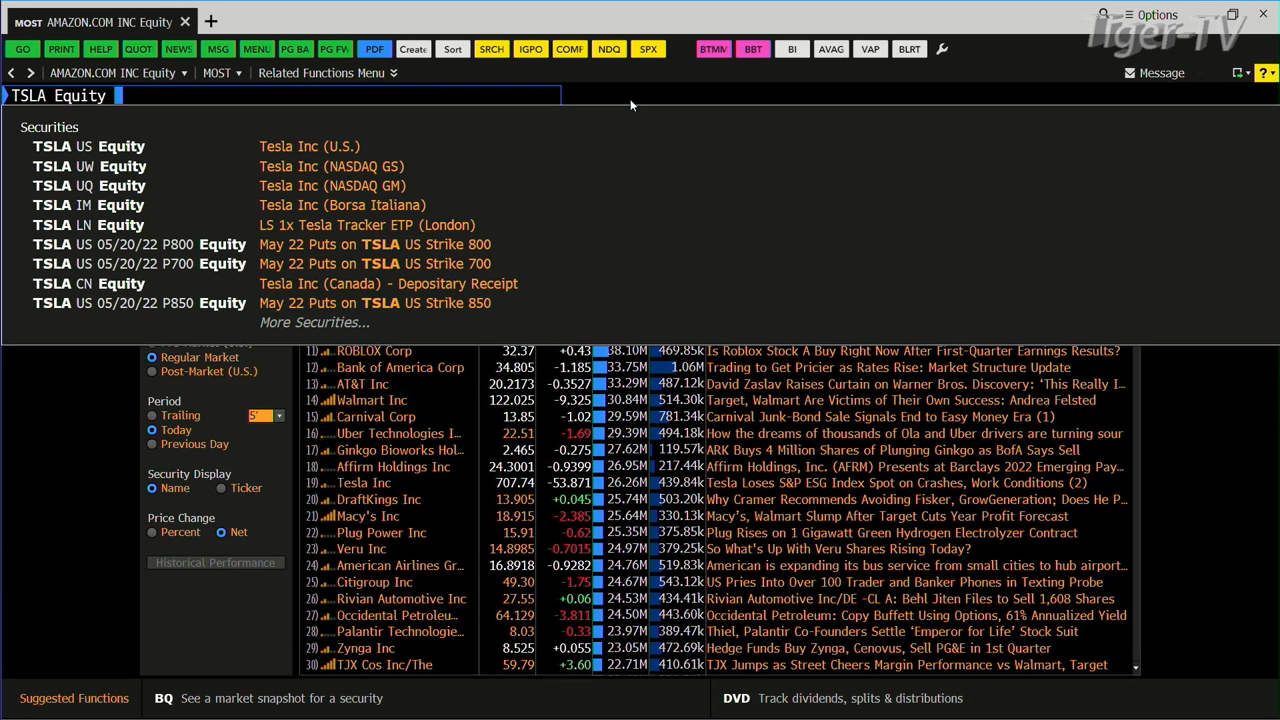 MOST AMAZON.COM INC Equity
Options
Tiger-TV
GO PRINT HELP QUOT NEWS MSG MENU PG BA PG FW PDF Create Sort SRCH IGPO COMF NDQ SPX BTMM BBT BI AVAG VAP BLRT
AMAZON.COM INC Equity MOST Related Functions Menu Message ?
TSLA Equity
Securities
TSLA US Equity Tesla Inc (U.S.)
TSLA UW Equity Tesla Inc (NASDAQ GS)
TSLA UQ Equity Tesla Inc (NASDAQ GM)
TSLA IM Equity Tesla Inc (Borsa Italiana)
TSLA LN Equity LS 1x Tesla Tracker ETP (London)
TSLA US 05/20/22 P800 Equity May 22 Puts on TSLA US Strike 800
TSLA US 05/20/22 P700 Equity May 22 Puts on TSLA US Strike 700
TSLA CN Equity Tesla Inc (Canada) - Depositary Receipt
TSLA US 05/20/22 P850 Equity May 22 Puts on TSLA US Strike 850
More Securities...
Regular Market
Post-Market (U.S.)
Period
Trailing 5'
Today
Previous Day
Security Display
Name Ticker
Price Change
Percent Net
Historical Performance
11) ROBLOX Corp 32.37 +0.43 38.10M 469.85k Is Roblox Stock A Buy Right Now After First-Quarter Earnings Results?
12) Bank of America Corp 34.805 -1.185 33.75M 1.06M Trading to Get Pricier as Rates Rise: Market Structure Update
13) AT&T Inc 20.2173 -0.3527 33.29M 487.12k David Zaslav Raises Curtain on Warner Bros. Discovery: ‘This Really I...
14) Walmart Inc 122.025 -9.325 30.84M 514.30k Target, Walmart Are Victims of Their Own Success: Andrea Felsted
15) Carnival Corp 13.85 -1.02 29.59M 781.34k Carnival Junk-Bond Sale Signals End to Easy Money Era (1)
16) Uber Technologies I... 22.51 -1.69 29.39M 494.18k How the dreams of thousands of Ola and Uber drivers are turning sour
17) Ginkgo Bioworks Hol... 2.465 -0.275 27.62M 119.57k ARK Buys 4 Million Shares of Plunging Ginkgo as BofA Says Sell
18) Affirm Holdings Inc 24.3001 -0.9399 26.95M 217.44k Affirm Holdings, Inc. (AFRM) Presents at Barclays 2022 Emerging Pay...
19) Tesla Inc 707.74 -53.871 26.26M 439.84k Tesla Loses S&P ESG Index Spot on Crashes, Work Conditions (2)
20) DraftKings Inc 13.905 +0.045 25.74M 503.20k Why Cramer Recommends Avoiding Fisker, GrowGeneration; Does He P...
21) Macy's Inc 18.915 -2.385 25.64M 330.13k Macy’s, Walmart Slump After Target Cuts Year Profit Forecast
22) Plug Power Inc 15.91 -0.62 25.35M 375.85k Plug Rises on 1 Gigawatt Green Hydrogen Electrolyzer Contract
23) Veru Inc 14.8985 -0.7015 24.97M 379.25k So What's Up With Veru Shares Rising Today?
24) American Airlines Gr... 16.8918 -0.9282 24.76M 519.83k American is expanding its bus service from small cities to hub airport...
25) Citigroup Inc 49.30 -1.75 24.67M 543.12k US Pries Into Over 100 Trader and Banker Phones in Texting Probe
26) Rivian Automotive Inc 27.55 +0.06 24.53M 434.41k Rivian Automotive Inc/DE -CL A: Behl Jiten Files to Sell 1,608 Shares
27) Occidental Petroleu... 64.129 -3.811 24.50M 443.60k Occidental Petroleum: Copy Buffett Using Options, 61% Annualized Yield
28) Palantir Technologie... 8.03 -0.33 23.97M 389.47k Thiel, Palantir Co-Founders Settle ‘Emperor for Life’ Stock Suit
29) Zynga Inc 8.525 +0.055 23.05M 472.69k Hedge Funds Buy Zynga, Cenovus, Sell PG&E in 1st Quarter
30) TJX Cos Inc/The 59.79 +3.60 22.71M 410.61k TJX Jumps as Street Cheers Margin Performance vs Walmart, Target
Suggested Functions BQ See a market snapshot for a security DVD Track dividends, splits & distributions